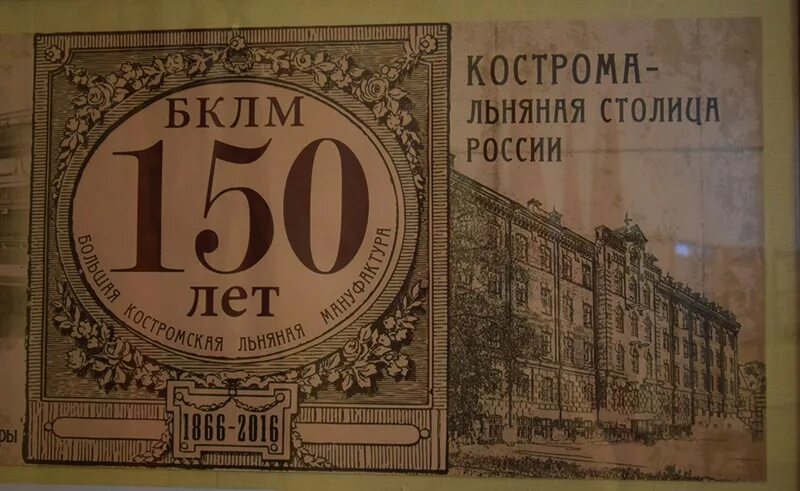 БКЛМ
150
лет
БОЛЬШАЯ КОСТРОМСКАЯ ЛЬНЯНАЯ МАНУФАКТУРА
1866-2016
КОСТРОМА-
ЛЬНЯНАЯ СТОЛИЦА
РОССИИ